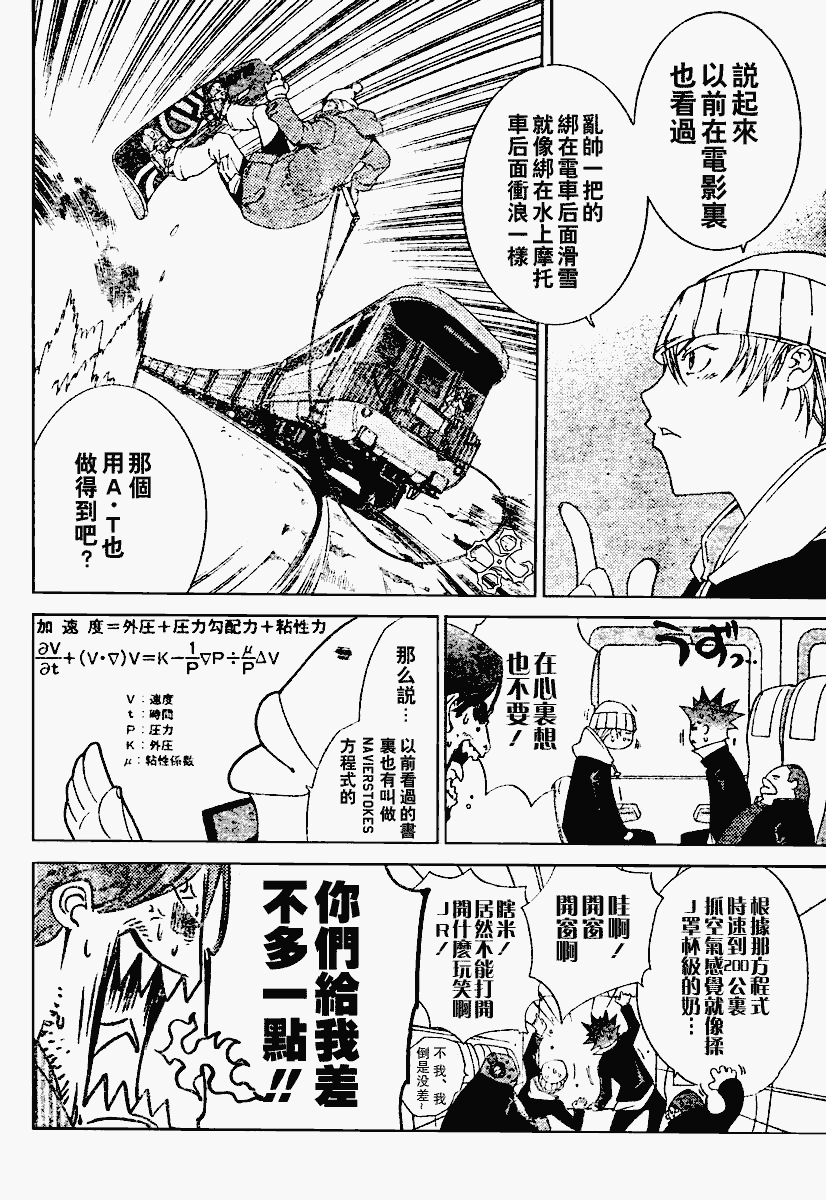 說起來
以前在電影裏
也看過
亂帥一把的
綁在電車后面滑雪
就像綁在水上摩托
車后面衝浪一樣
那個
用A・T也
做得到吧？
うずっ…
在心裏想
也不要！
那么説…
以前看過的書
裏也有叫做
NAVIERSTOKES
方程式的
加速度＝外圧＋圧力勾配力＋粘性力
∂V/∂t+(V・∇)V=K-1/P∇P÷μ/PΔV
V：速度
t：時間
P：圧力
K：外圧
μ：粘性係数
根據那方程式
時速到200公裏
抓空氣感覺就像揉
J罩杯級的奶…
哇啊！
開窗
開窗啊
瞎米！
居然不能打開
開什麼玩笑啊
JR！
不我、我
倒是没差~
你們給我差
不多一點!!